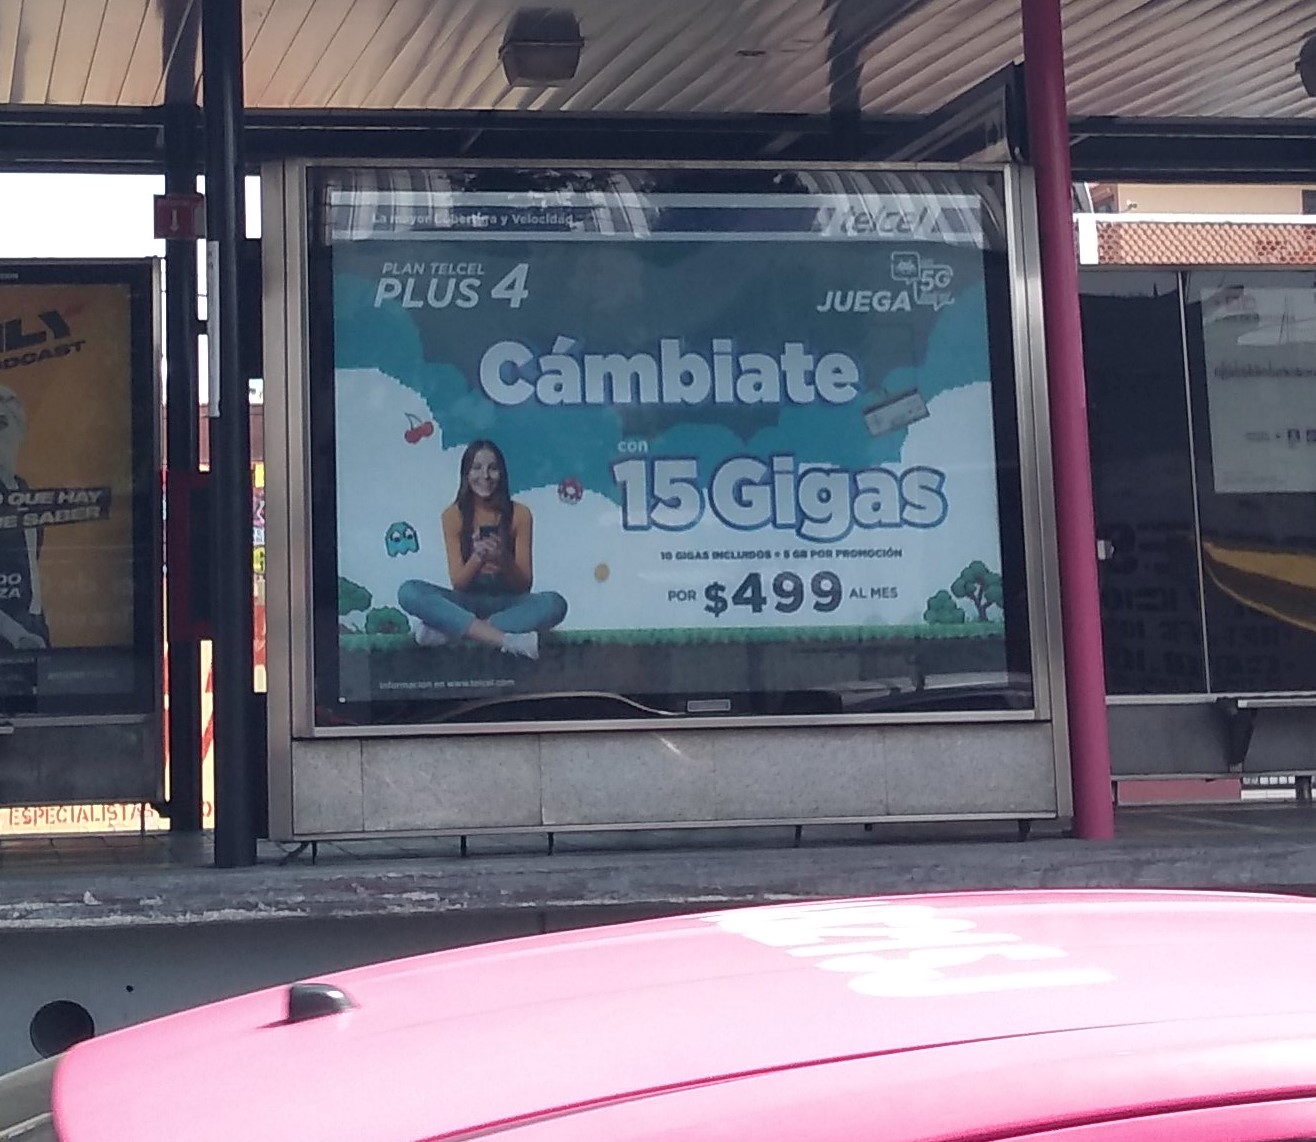 La mayor Cobertura y Velocidad
telcel
PLAN TELCEL
PLUS 4
JUEGA
5G
Cámbiate
con
15 Gigas
10 GIGAS INCLUIDOS + 5 GB POR PROMOCIÓN
POR $499 AL MES
Información en www.telcel.com
QUE HAY
SABER
ESPECIALISTAS